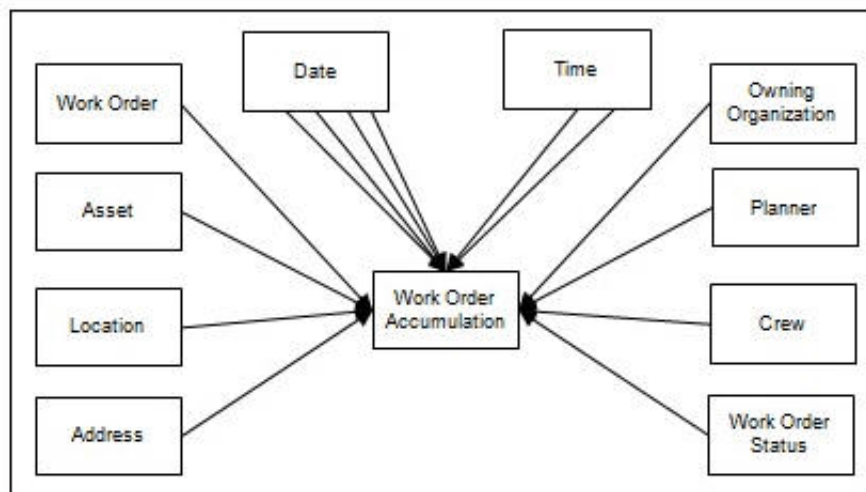 Date
Time
Work Order
Owning
Organization
Asset
Planner
Work Order
Accumulation
Location
Crew
Address
Work Order
Status